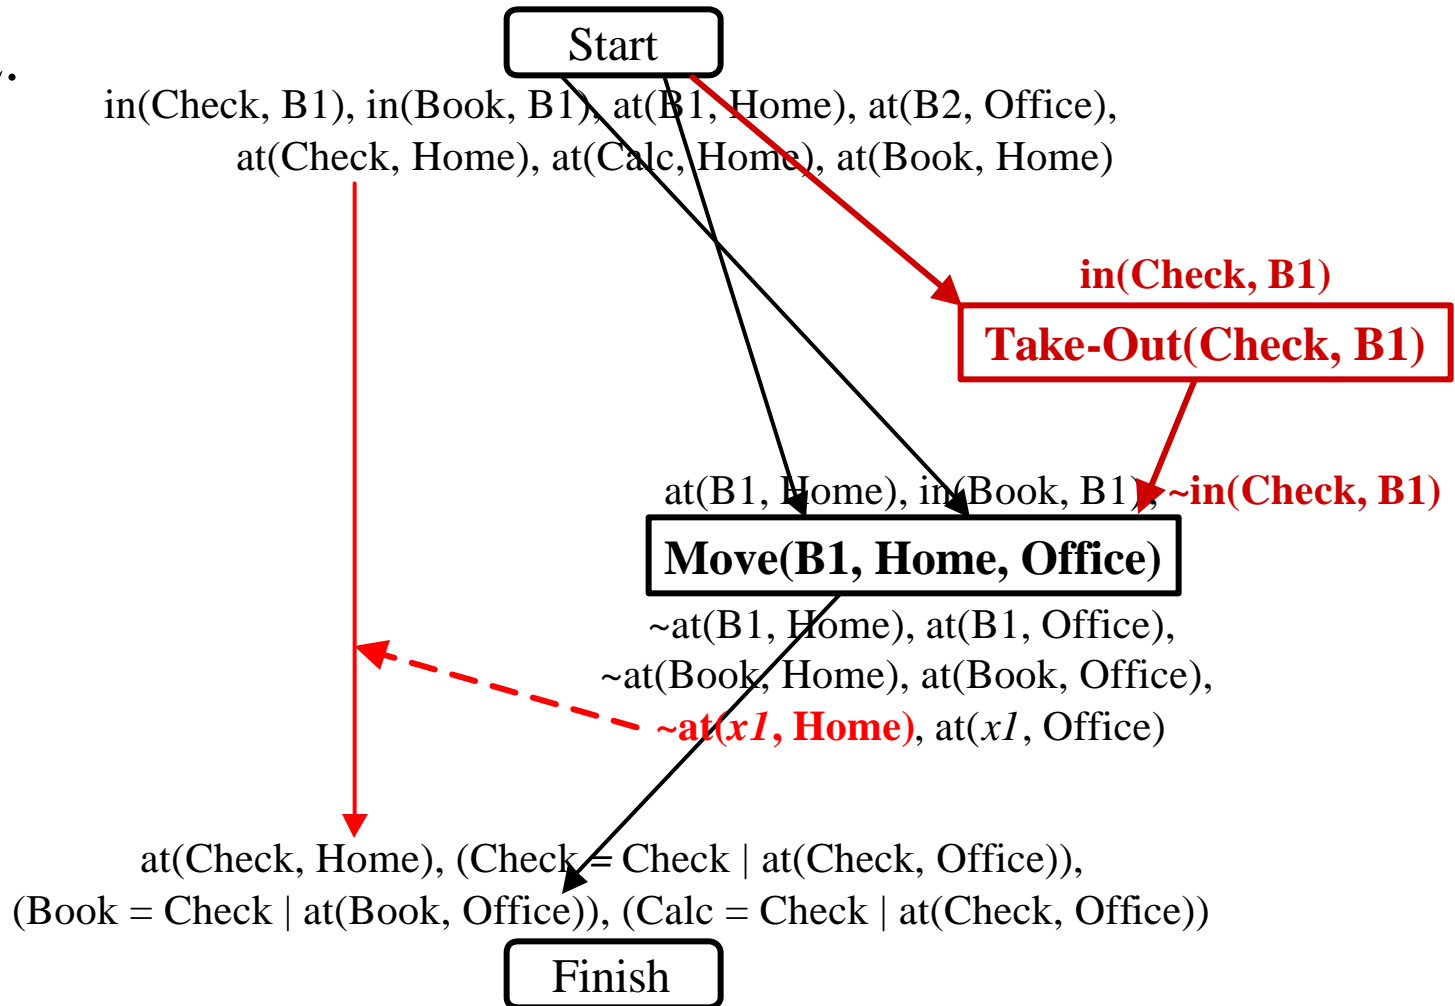 Start
in(Check, B1), in(Book, B1), at(B1, Home), at(B2, Office),
at(Check, Home), at(Calc, Home), at(Book, Home)
in(Check, B1)
Take-Out(Check, B1)
at(B1, Home), in(Book, B1), ~in(Check, B1)
Move(B1, Home, Office)
~at(B1, Home), at(B1, Office),
~at(Book, Home), at(Book, Office),
~at(x1, Home), at(x1, Office)
at(Check, Home), (Check = Check | at(Check, Office)),
(Book = Check | at(Book, Office)), (Calc = Check | at(Check, Office))
Finish